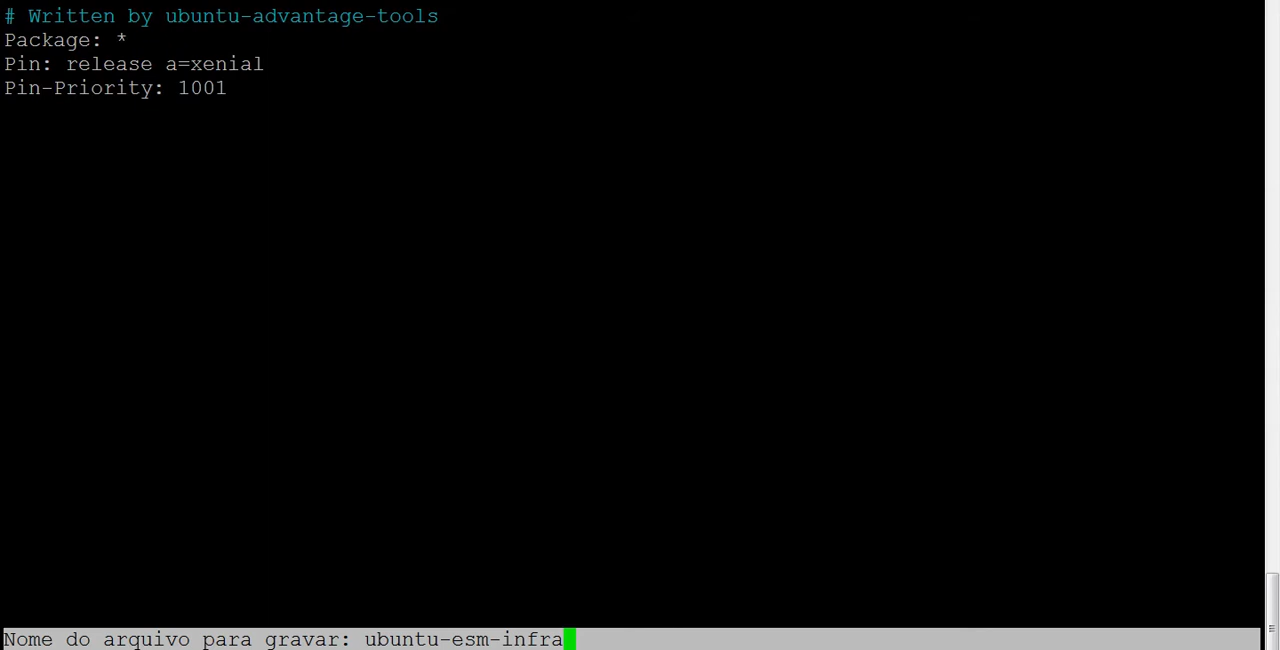 # Written by ubuntu-advantage-tools
Package: *
Pin: release a=xenial
Pin-Priority: 1001
Nome do arquivo para gravar: ubuntu-esm-infra